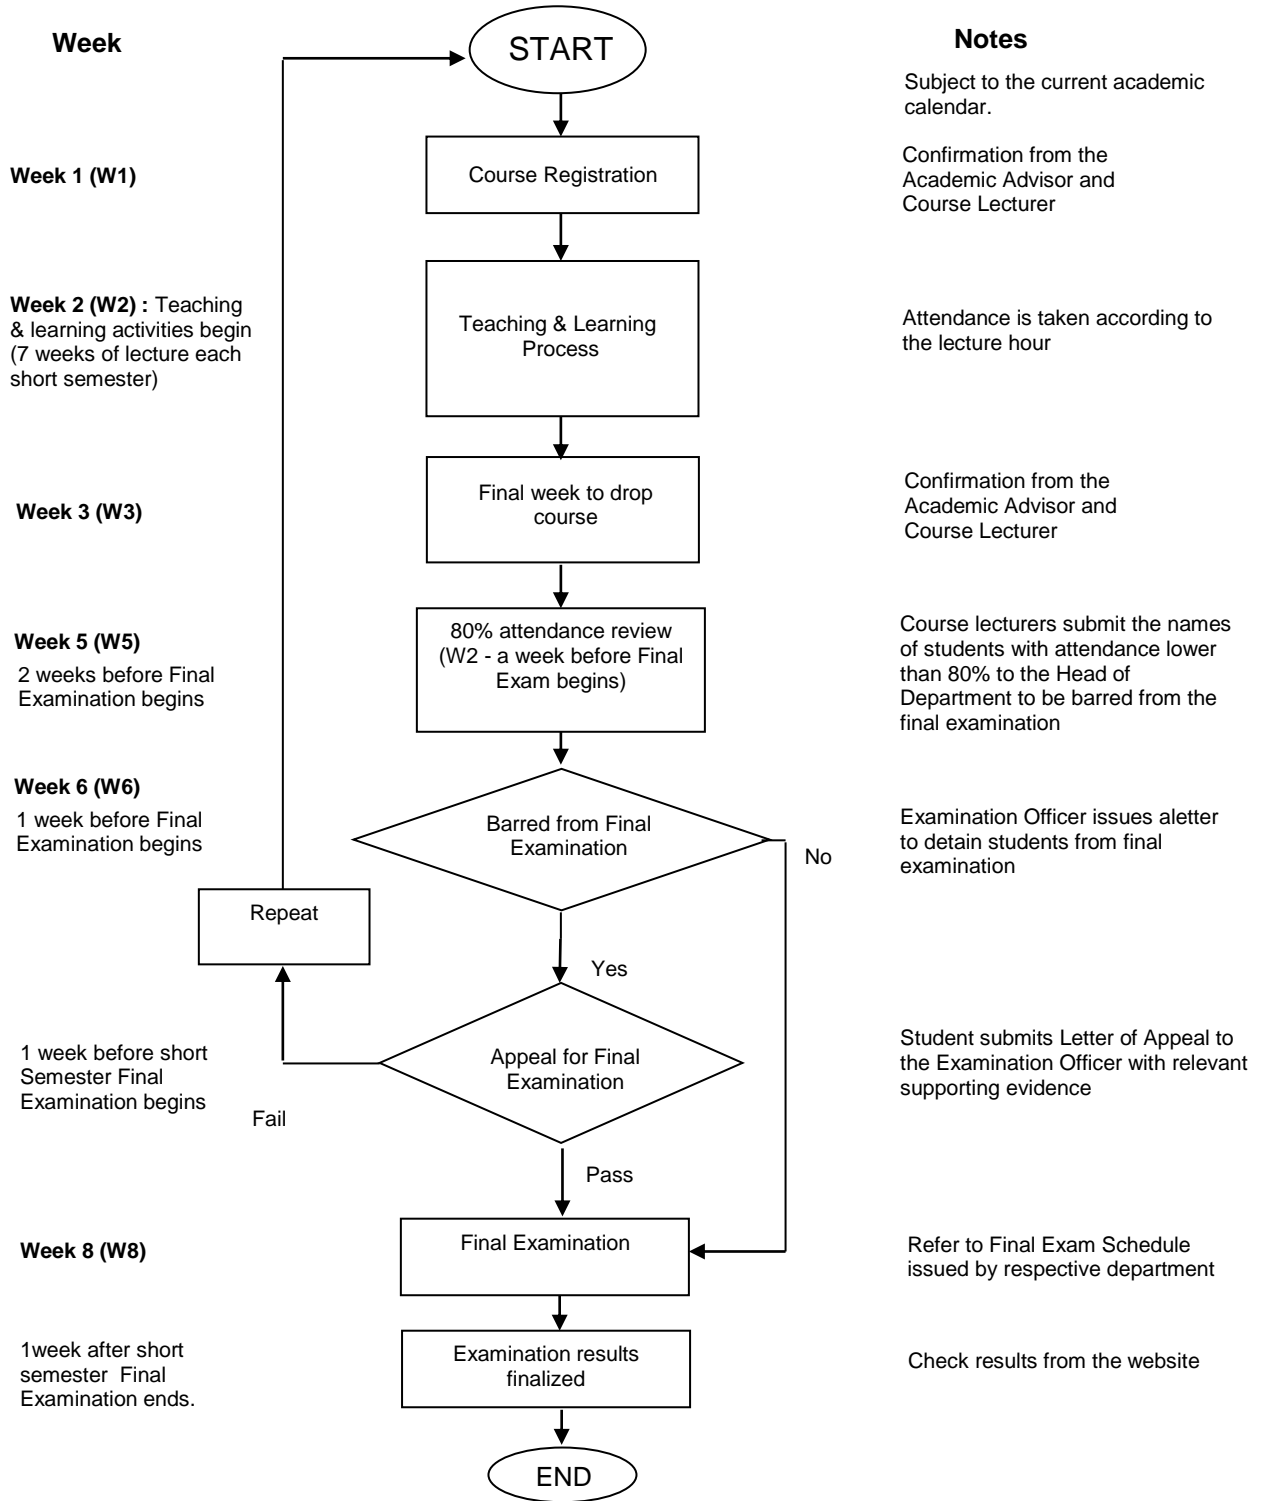 Week
START
Notes
Subject to the current academic
calendar.
Week 1 (W1)
Course Registration
Confirmation from the
Academic Advisor and
Course Lecturer
Week 2 (W2) : Teaching
& learning activities begin
(7 weeks of lecture each
short semester)
Teaching & Learning
Process
Attendance is taken according to
the lecture hour
Week 3 (W3)
Final week to drop
course
Confirmation from the
Academic Advisor and
Course Lecturer
Week 5 (W5)
2 weeks before Final
Examination begins
80% attendance review
(W2 - a week before Final
Exam begins)
Course lecturers submit the names
of students with attendance lower
than 80% to the Head of
Department to be barred from the
final examination
Week 6 (W6)
1 week before Final
Examination begins
Barred from Final
Examination
No
Examination Officer issues aletter
to detain students from final
examination
Repeat
Yes
1 week before short
Semester Final
Examination begins
Fail
Appeal for Final
Examination
Student submits Letter of Appeal to
the Examination Officer with relevant
supporting evidence
Pass
Week 8 (W8)
Final Examination
Refer to Final Exam Schedule
issued by respective department
1week after short
semester  Final
Examination ends.
Examination results
finalized
Check results from the website
END